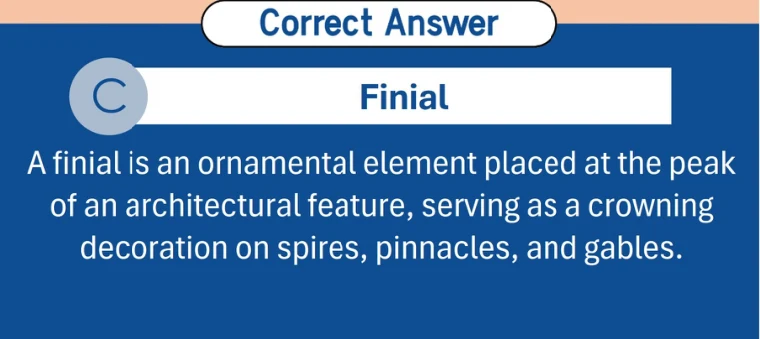 Correct Answer
C
Finial
A finial is an ornamental element placed at the peak
of an architectural feature, serving as a crowning
decoration on spires, pinnacles, and gables.